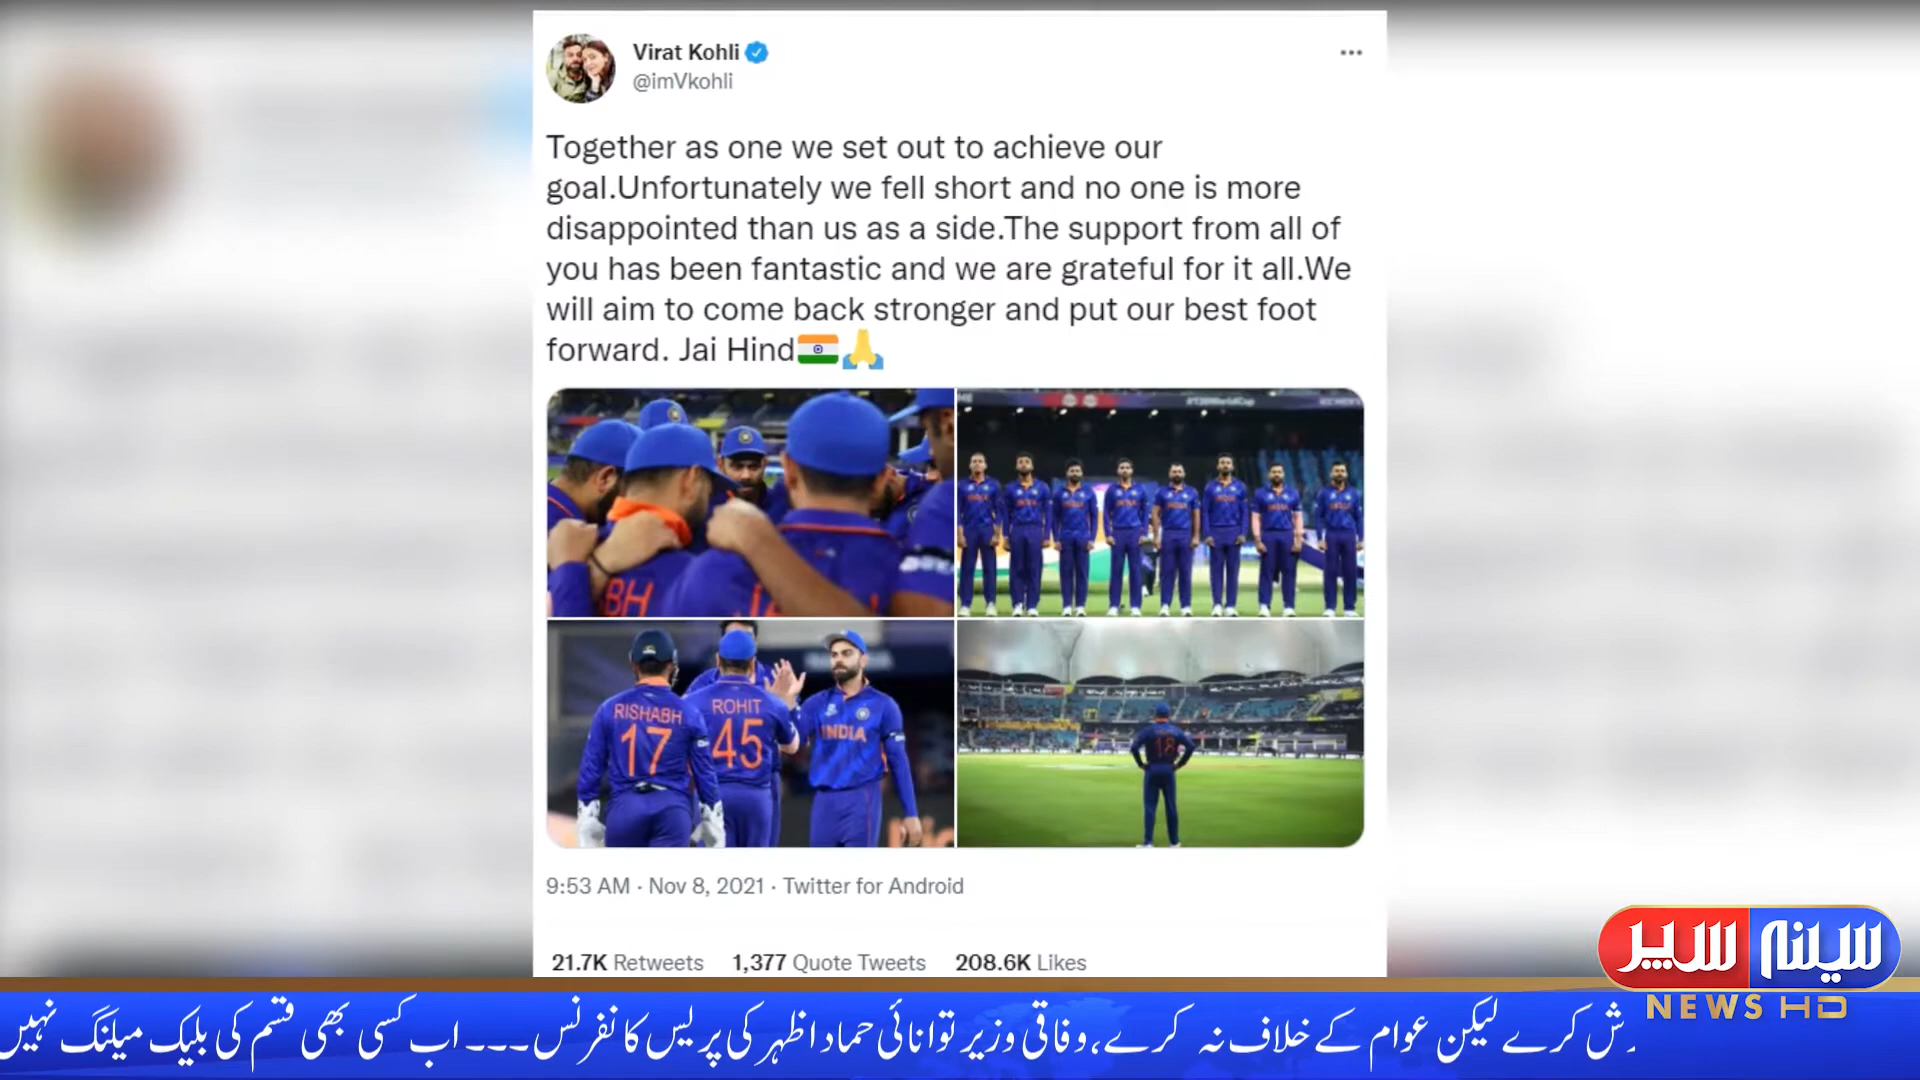 Virat Kohli
@imVkohli
Together as one we set out to achieve our
goal.Unfortunately we fell short and no one is more
disappointed than us as a side.The support from all of
you has been fantastic and we are grateful for it all.We
will aim to come back stronger and put our best foot
forward. Jai Hind🇮🇳🙏
#T20WorldCup
BH
RISHABH
17
ROHIT
45
INDIA
18
9:53 AM · Nov 8, 2021 · Twitter for Android
21.7K Retweets 1,377 Quote Tweets 208.6K Likes
NEWS HD
کرے لیکن عوام کے خلاف نہ کرے،وفاقی وزیر توانائی حماد اظہر کی پریس کانفرنس۔۔۔۔اب کسی بھی قسم کی بلیک میلنگ نہیں